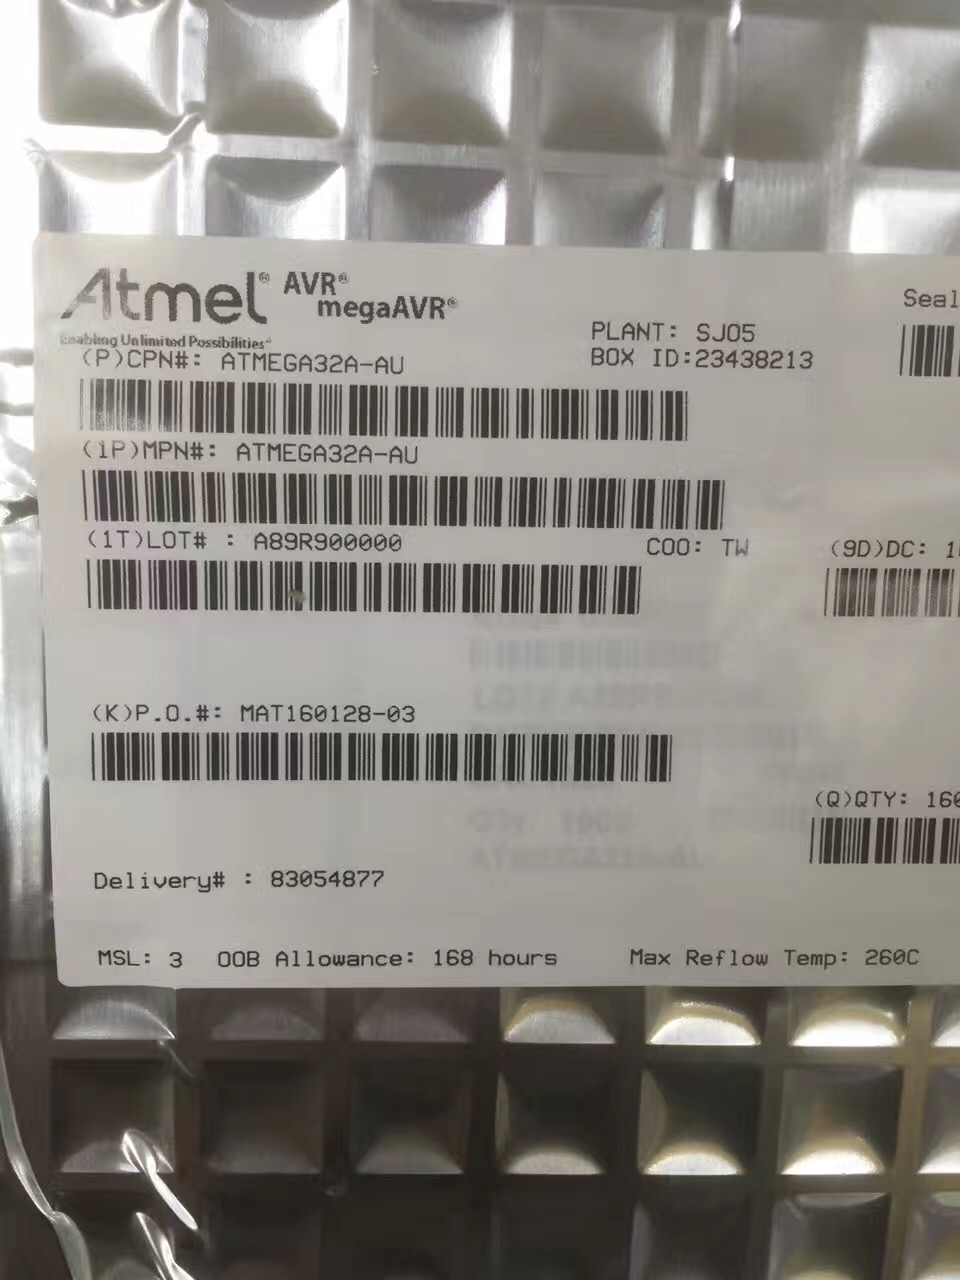 Atmel® AVR®
megaAVR®
Enabling Unlimited Possibilities®
Seal
PLANT: SJ05
(P)CPN#: ATMEGA32A-AU
BOX ID:23438213
(1P)MPN#: ATMEGA32A-AU
(1T)LOT# : A89R900000
COO: TW
(9D)DC: 1
(K)P.O.#: MAT160128-03
(Q)QTY: 160
Delivery# : 83054877
MSL: 3 OOB Allowance: 168 hours Max Reflow Temp: 260C